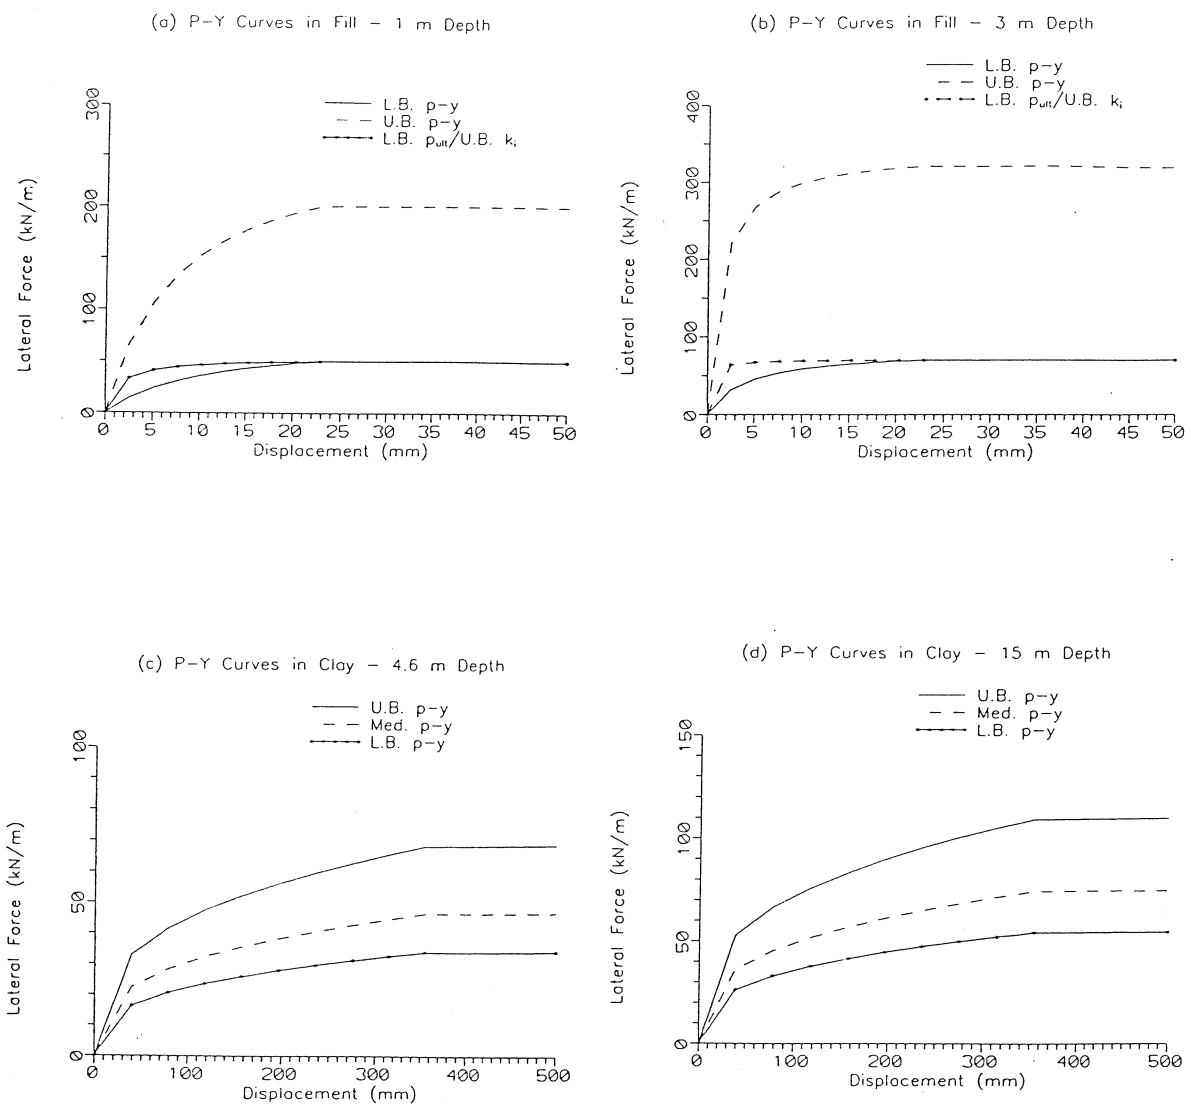 (a) P-Y Curves in Fill - 1 m Depth
L.B. p-y
U.B. p-y
L.B. pult/U.B. ki
300
200
100
0
Lateral Force (kN/m)
0 5 10 15 20 25 30 35 40 45 50
Displacement (mm)
(b) P-Y Curves in Fill - 3 m Depth
L.B. p-y
U.B. p-y
L.B. pult/U.B. ki
400
300
200
100
0
Lateral Force (kN/m)
0 5 10 15 20 25 30 35 40 45 50
Displacement (mm)
(c) P-Y Curves in Clay - 4.6 m Depth
U.B. p-y
Med. p-y
L.B. p-y
100
50
0
Lateral Force (kN/m)
0 100 200 300 400 500
Displacement (mm)
(d) P-Y Curves in Clay - 15 m Depth
U.B. p-y
Med. p-y
L.B. p-y
150
100
50
0
Lateral Force (kN/m)
0 100 200 300 400 500
Displacement (mm)